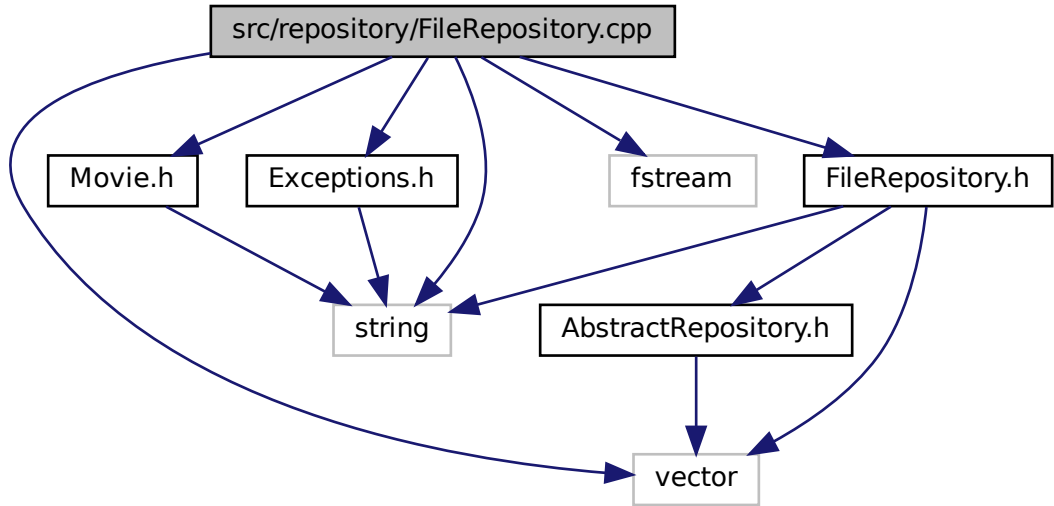 src/repository/FileRepository.cpp
Movie.h
Exceptions.h
fstream
FileRepository.h
string
AbstractRepository.h
vector